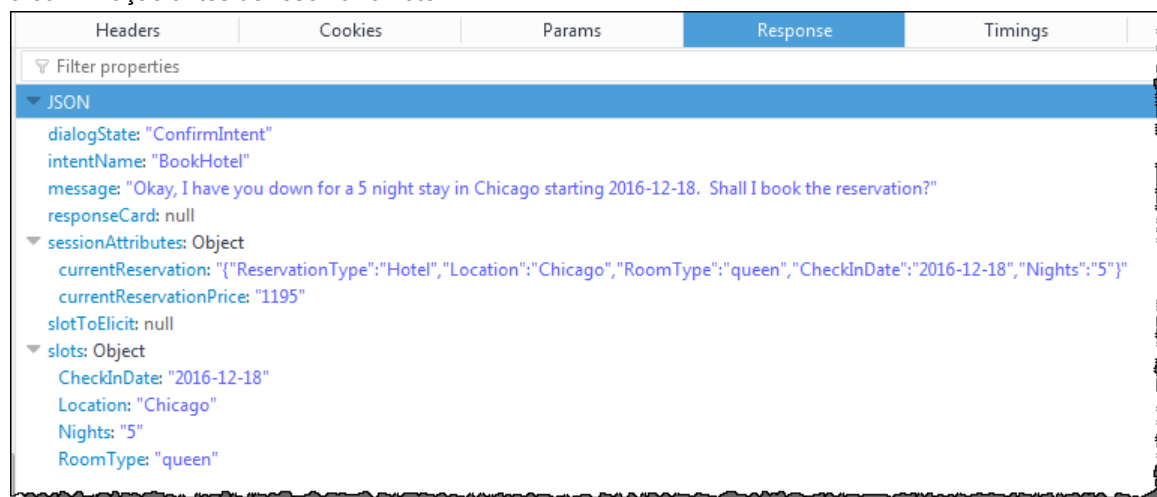 Headers Cookies Params Response Timings
Filter properties
JSON
dialogState: "ConfirmIntent"
intentName: "BookHotel"
message: "Okay, I have you down for a 5 night stay in Chicago starting 2016-12-18.  Shall I book the reservation?"
responseCard: null
sessionAttributes: Object
currentReservation: "{"ReservationType":"Hotel","Location":"Chicago","RoomType":"queen","CheckInDate":"2016-12-18","Nights":"5"}"
currentReservationPrice: "1195"
slotToElicit: null
slots: Object
CheckInDate: "2016-12-18"
Location: "Chicago"
Nights: "5"
RoomType: "queen"